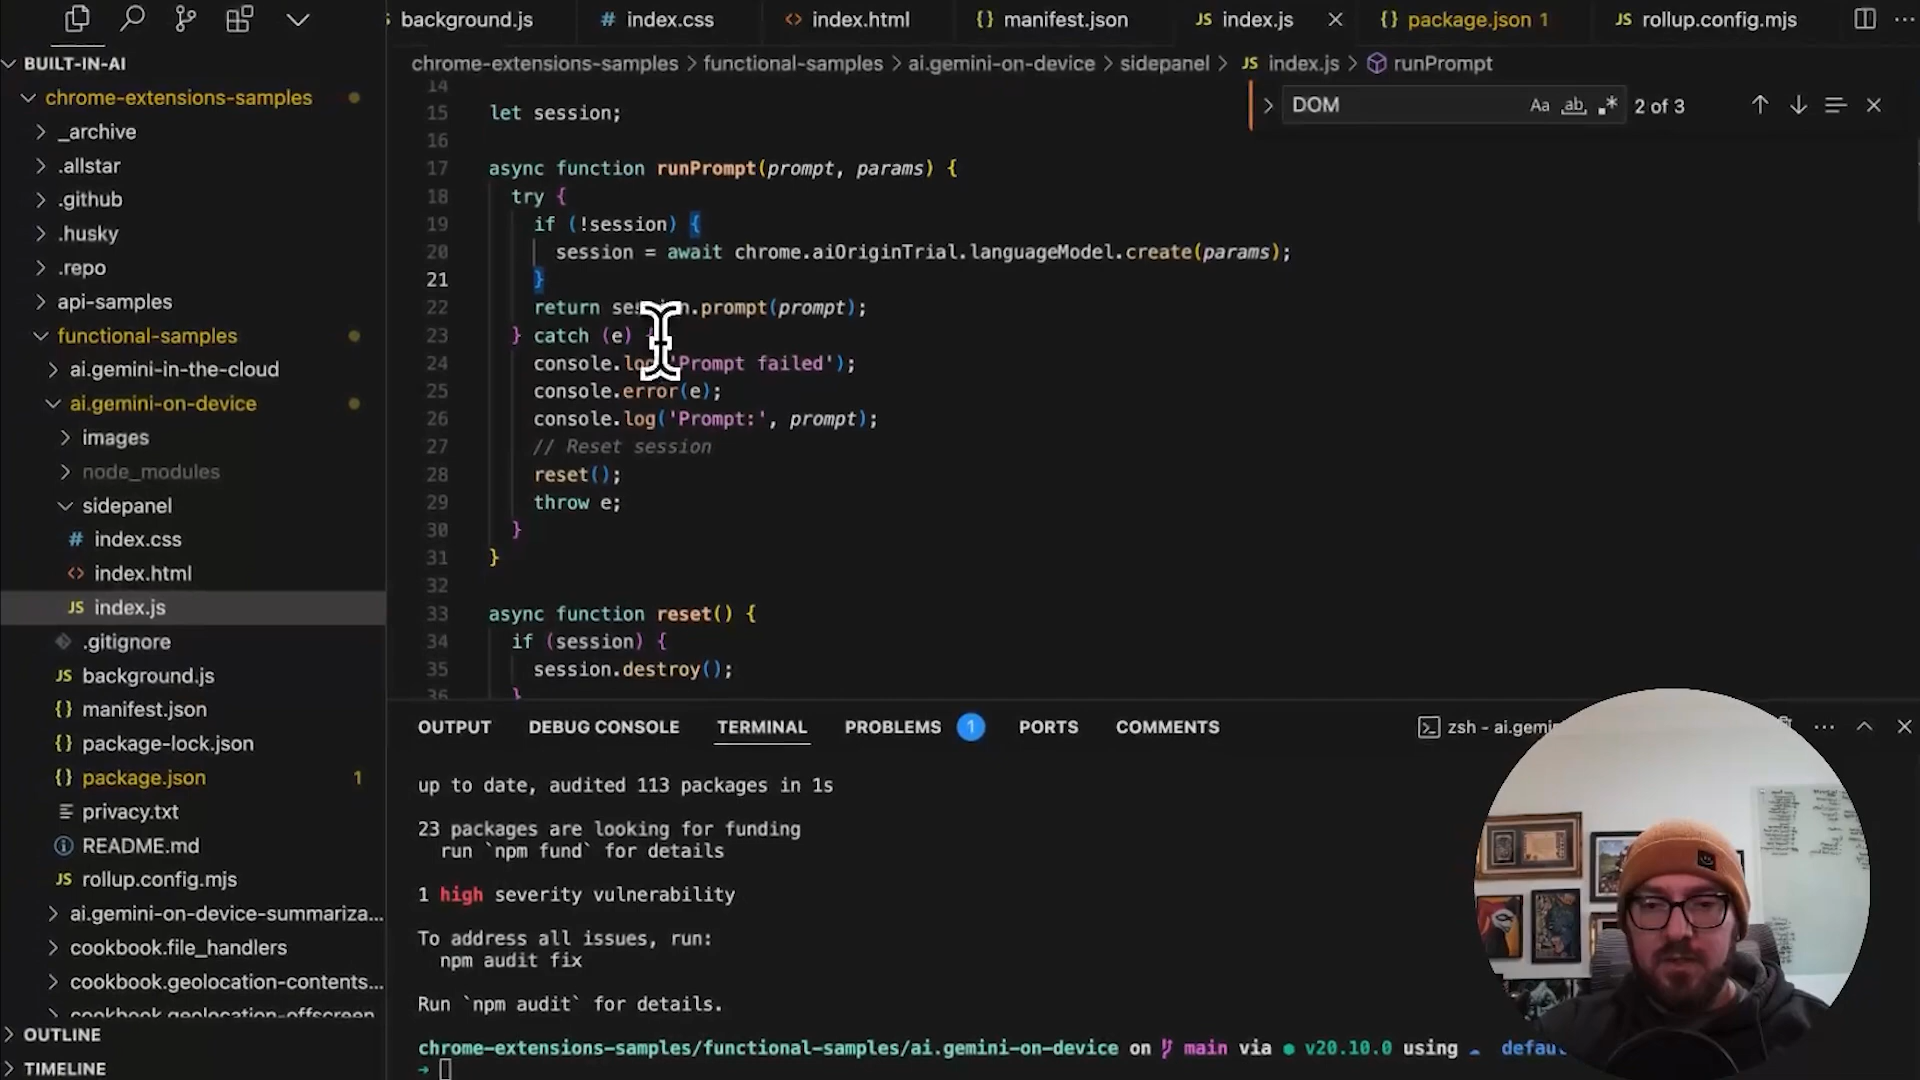 background.js
index.css
index.html
manifest.json
index.js
package.json 1
rollup.config.mjs
BUILT-IN-AI
chrome-extensions-samples
_archive
.allstar
.github
.husky
.repo
api-samples
functional-samples
ai.gemini-in-the-cloud
ai.gemini-on-device
images
node_modules
sidepanel
index.css
index.html
JS index.js
.gitignore
JS background.js
{} manifest.json
{} package-lock.json
{} package.json 1
privacy.txt
README.md
JS rollup.config.mjs
ai.gemini-on-device-summariza...
cookbook.file_handlers
cookbook.geolocation-contents...
cookbook.geolocation-offscreen
OUTLINE
TIMELINE
chrome-extensions-samples > functional-samples > ai.gemini-on-device > sidepanel > JS index.js > runPrompt
DOM Aa ab 2 of 3
14
15 let session;
16
17 async function runPrompt(prompt, params) {
18 try {
19 if (!session) {
20 session = await chrome.aiOriginTrial.languageModel.create(params);
21 }
22 return session.prompt(prompt);
23 } catch (e) {
24 console.log('Prompt failed');
25 console.error(e);
26 console.log('Prompt:', prompt);
27 // Reset session
28 reset();
29 throw e;
30 }
31 }
32
33 async function reset() {
34 if (session) {
35 session.destroy();
36 }
OUTPUT DEBUG CONSOLE TERMINAL PROBLEMS 1 PORTS COMMENTS
zsh - ai.gemi
up to date, audited 113 packages in 1s
23 packages are looking for funding
run `npm fund` for details
1 high severity vulnerability
To address all issues, run:
npm audit fix
Run `npm audit` for details.
chrome-extensions-samples/functional-samples/ai.gemini-on-device on main via v20.10.0 using defau